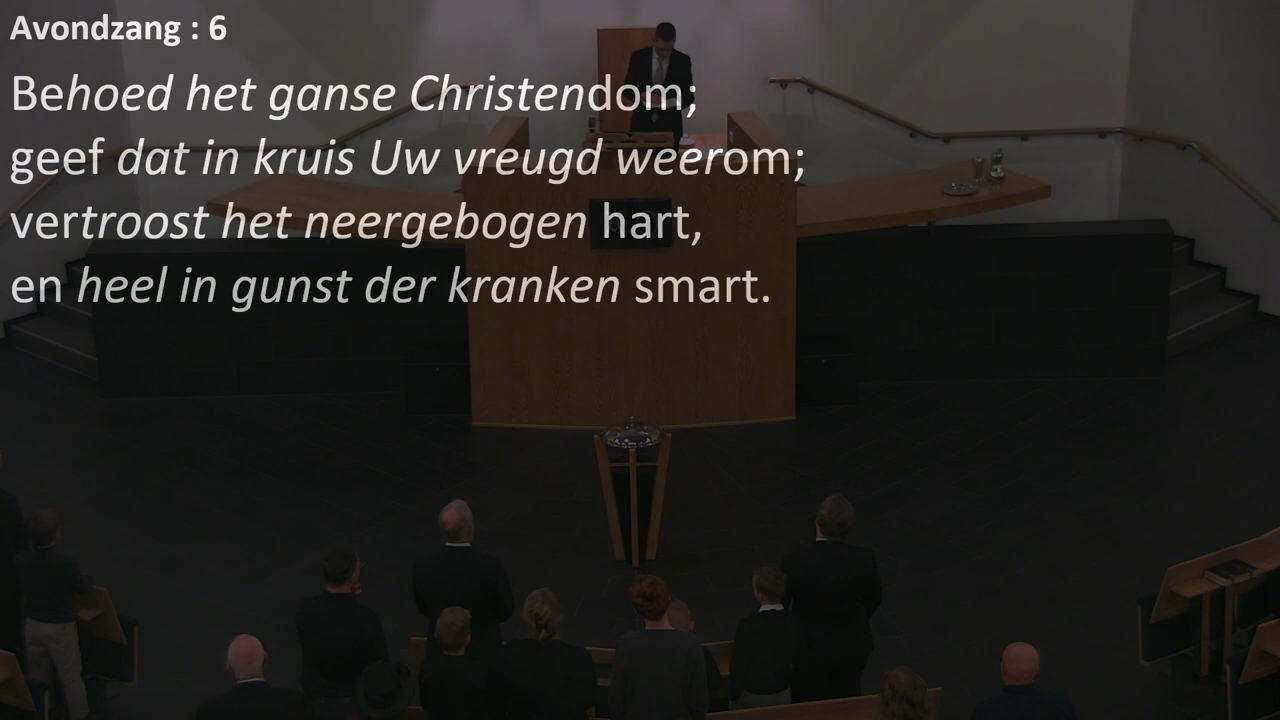 Avondzang : 6
Behoed het ganse Christendom;
geef dat in kruis Uw vreugd weerom;
vertroost het neergebogen hart,
en heel in gunst der kranken smart.